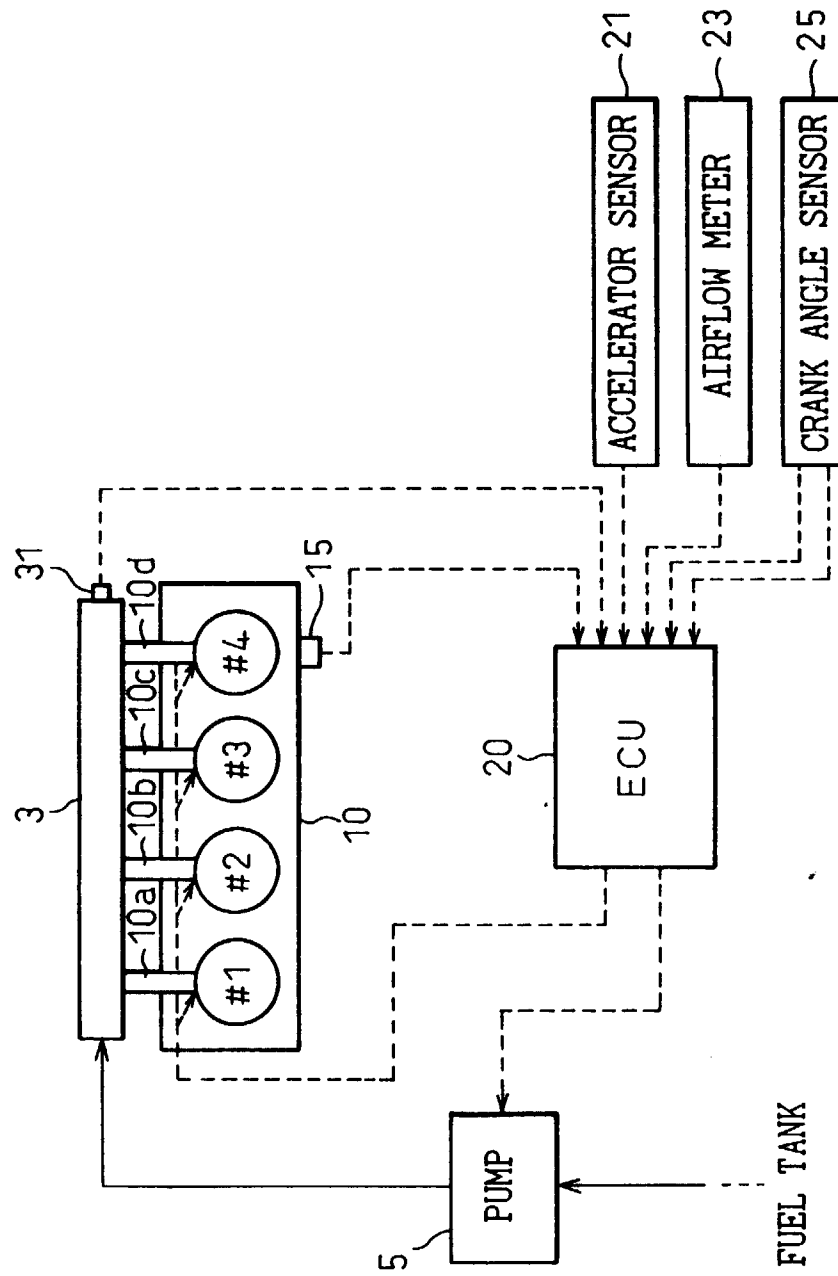 3
31
10a
10b
10c
10d
#1
#2
#3
#4
10
15
20
ECU
5
PUMP
FUEL TANK
ACCELERATOR SENSOR
21
AIRFLOW METER
23
CRANK ANGLE SENSOR
25